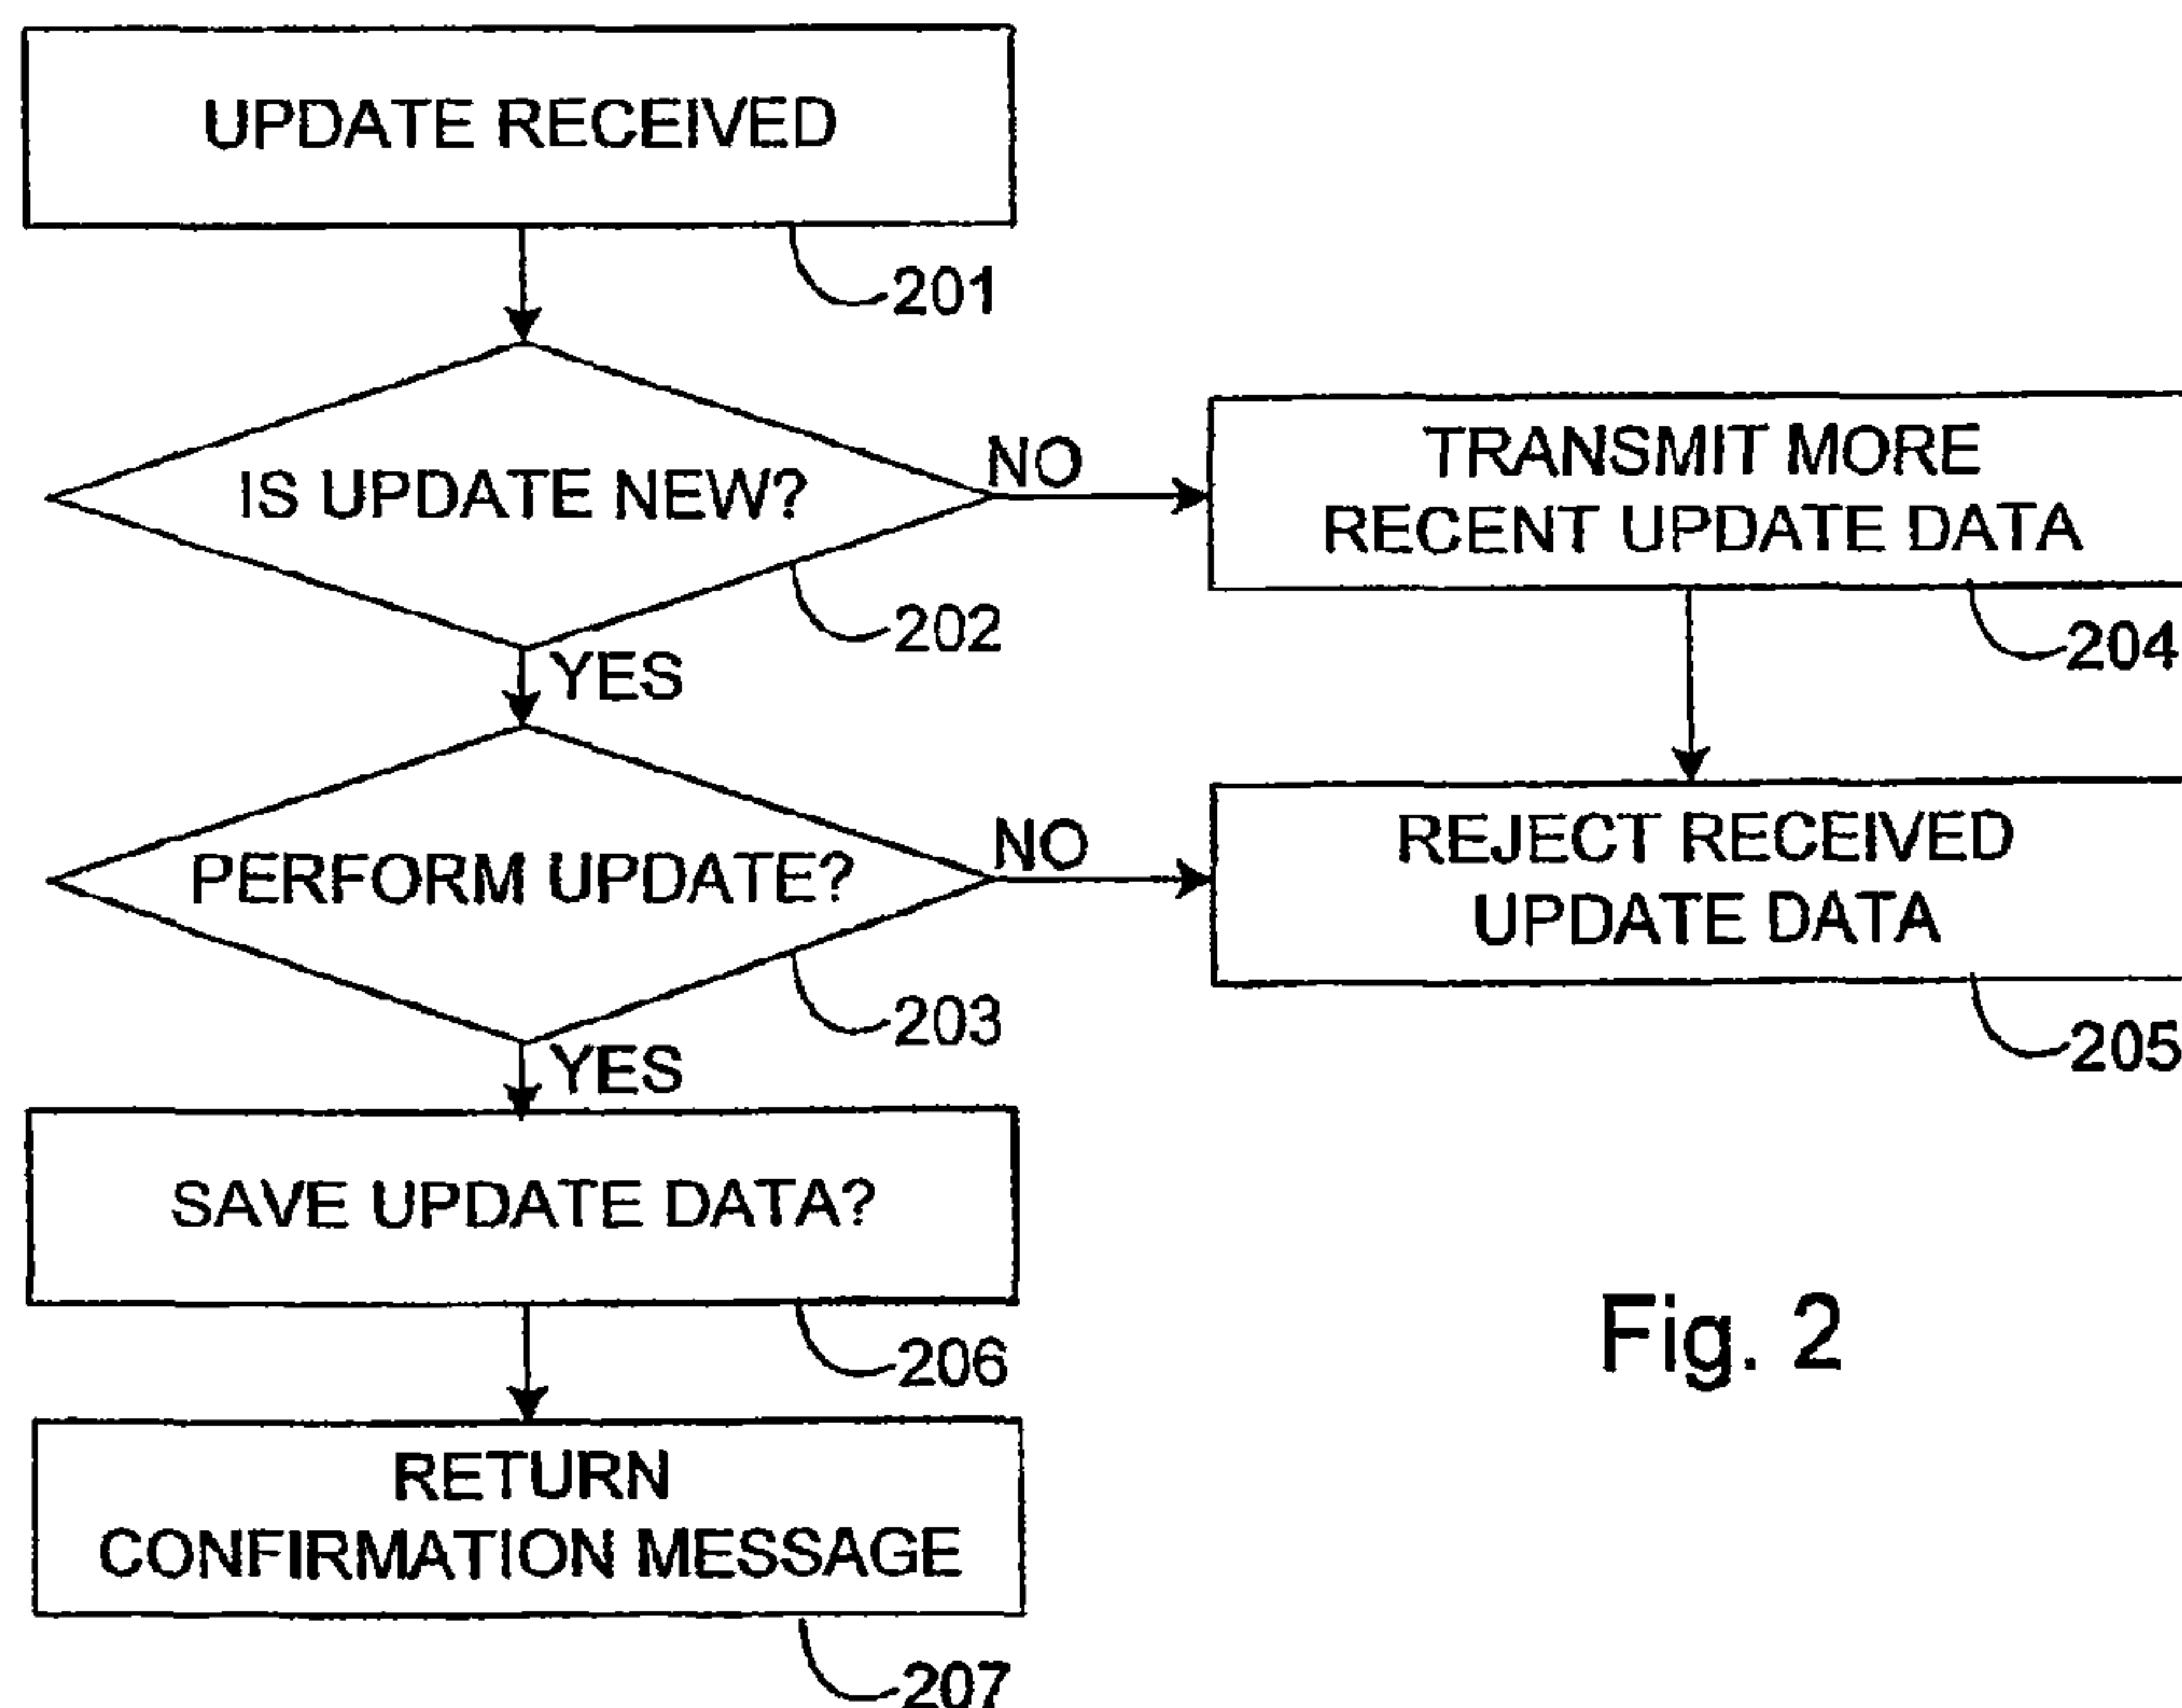 UPDATE RECEIVED
201
IS UPDATE NEW?
NO
202
YES
TRANSMIT MORE
RECENT UPDATE DATA
204
PERFORM UPDATE?
NO
203
YES
REJECT RECEIVED
UPDATE DATA
205
SAVE UPDATE DATA?
206
RETURN
CONFIRMATION MESSAGE
207
Fig. 2